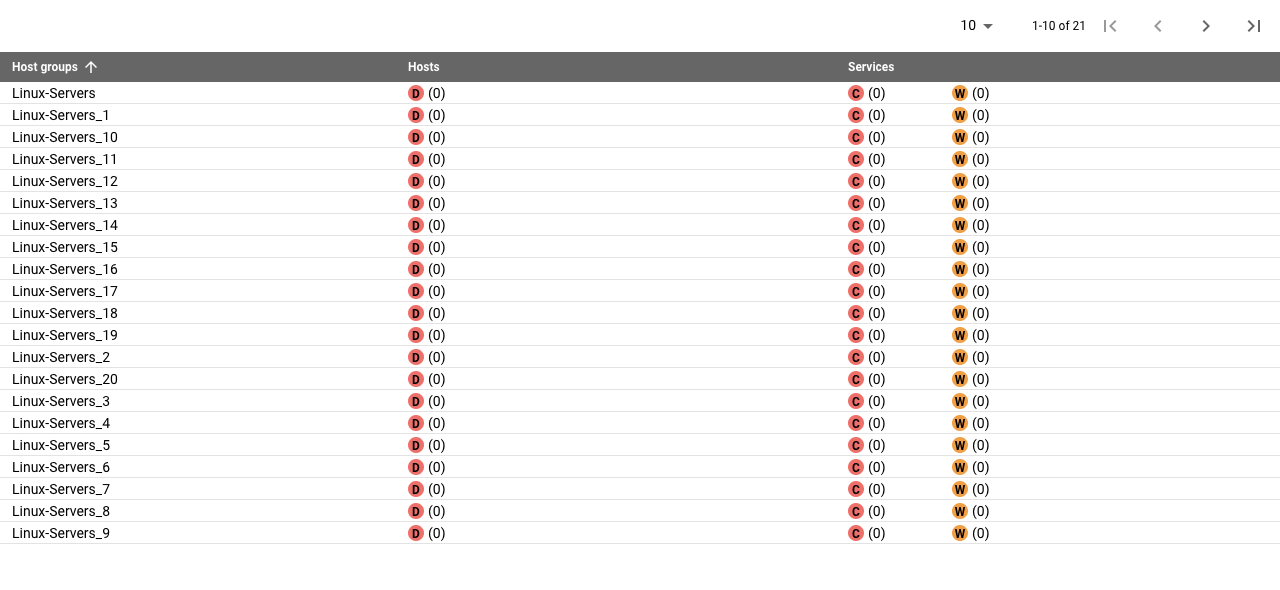 10 1-10 of 21
Host groups Hosts Services
Linux-Servers D (0) C (0) W (0)
Linux-Servers_1 D (0) C (0) W (0)
Linux-Servers_10 D (0) C (0) W (0)
Linux-Servers_11 D (0) C (0) W (0)
Linux-Servers_12 D (0) C (0) W (0)
Linux-Servers_13 D (0) C (0) W (0)
Linux-Servers_14 D (0) C (0) W (0)
Linux-Servers_15 D (0) C (0) W (0)
Linux-Servers_16 D (0) C (0) W (0)
Linux-Servers_17 D (0) C (0) W (0)
Linux-Servers_18 D (0) C (0) W (0)
Linux-Servers_19 D (0) C (0) W (0)
Linux-Servers_2 D (0) C (0) W (0)
Linux-Servers_20 D (0) C (0) W (0)
Linux-Servers_3 D (0) C (0) W (0)
Linux-Servers_4 D (0) C (0) W (0)
Linux-Servers_5 D (0) C (0) W (0)
Linux-Servers_6 D (0) C (0) W (0)
Linux-Servers_7 D (0) C (0) W (0)
Linux-Servers_8 D (0) C (0) W (0)
Linux-Servers_9 D (0) C (0) W (0)